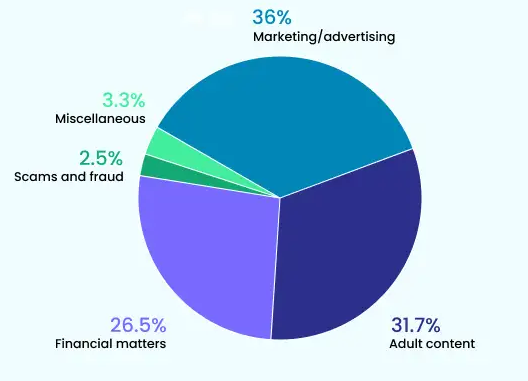 36%
Marketing/advertising
3.3%
Miscellaneous
2.5%
Scams and fraud
26.5%
Financial matters
31.7%
Adult content